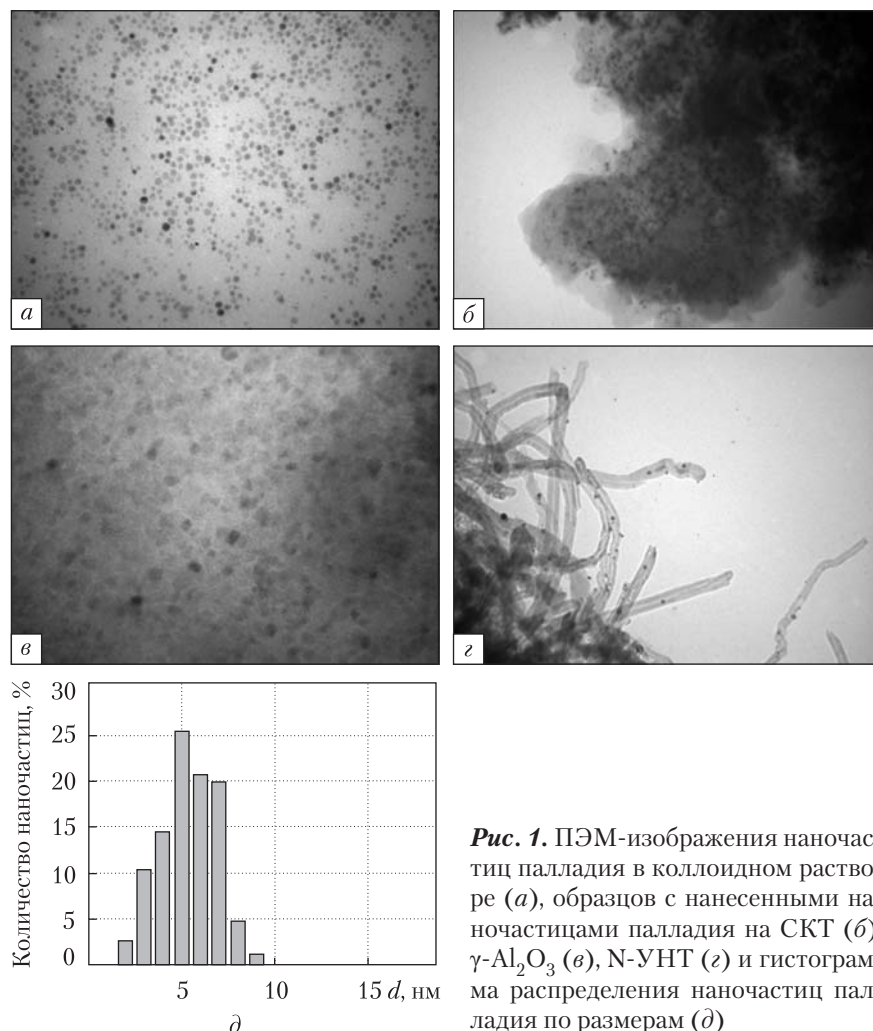 а
б
в
г
Количество наночастиц, %
30
25
20
15
10
5
0
5
10
15 d, нм
д
Рис. 1. ПЭМ-изображения наночас
тиц палладия в коллоидном раство
ре (а), образцов с нанесенными на
ночастицами палладия на СКТ (б)
γ-Al₂O₃ (в), N-УНТ (г) и гистограм
ма распределения наночастиц пал
ладия по размерам (д)